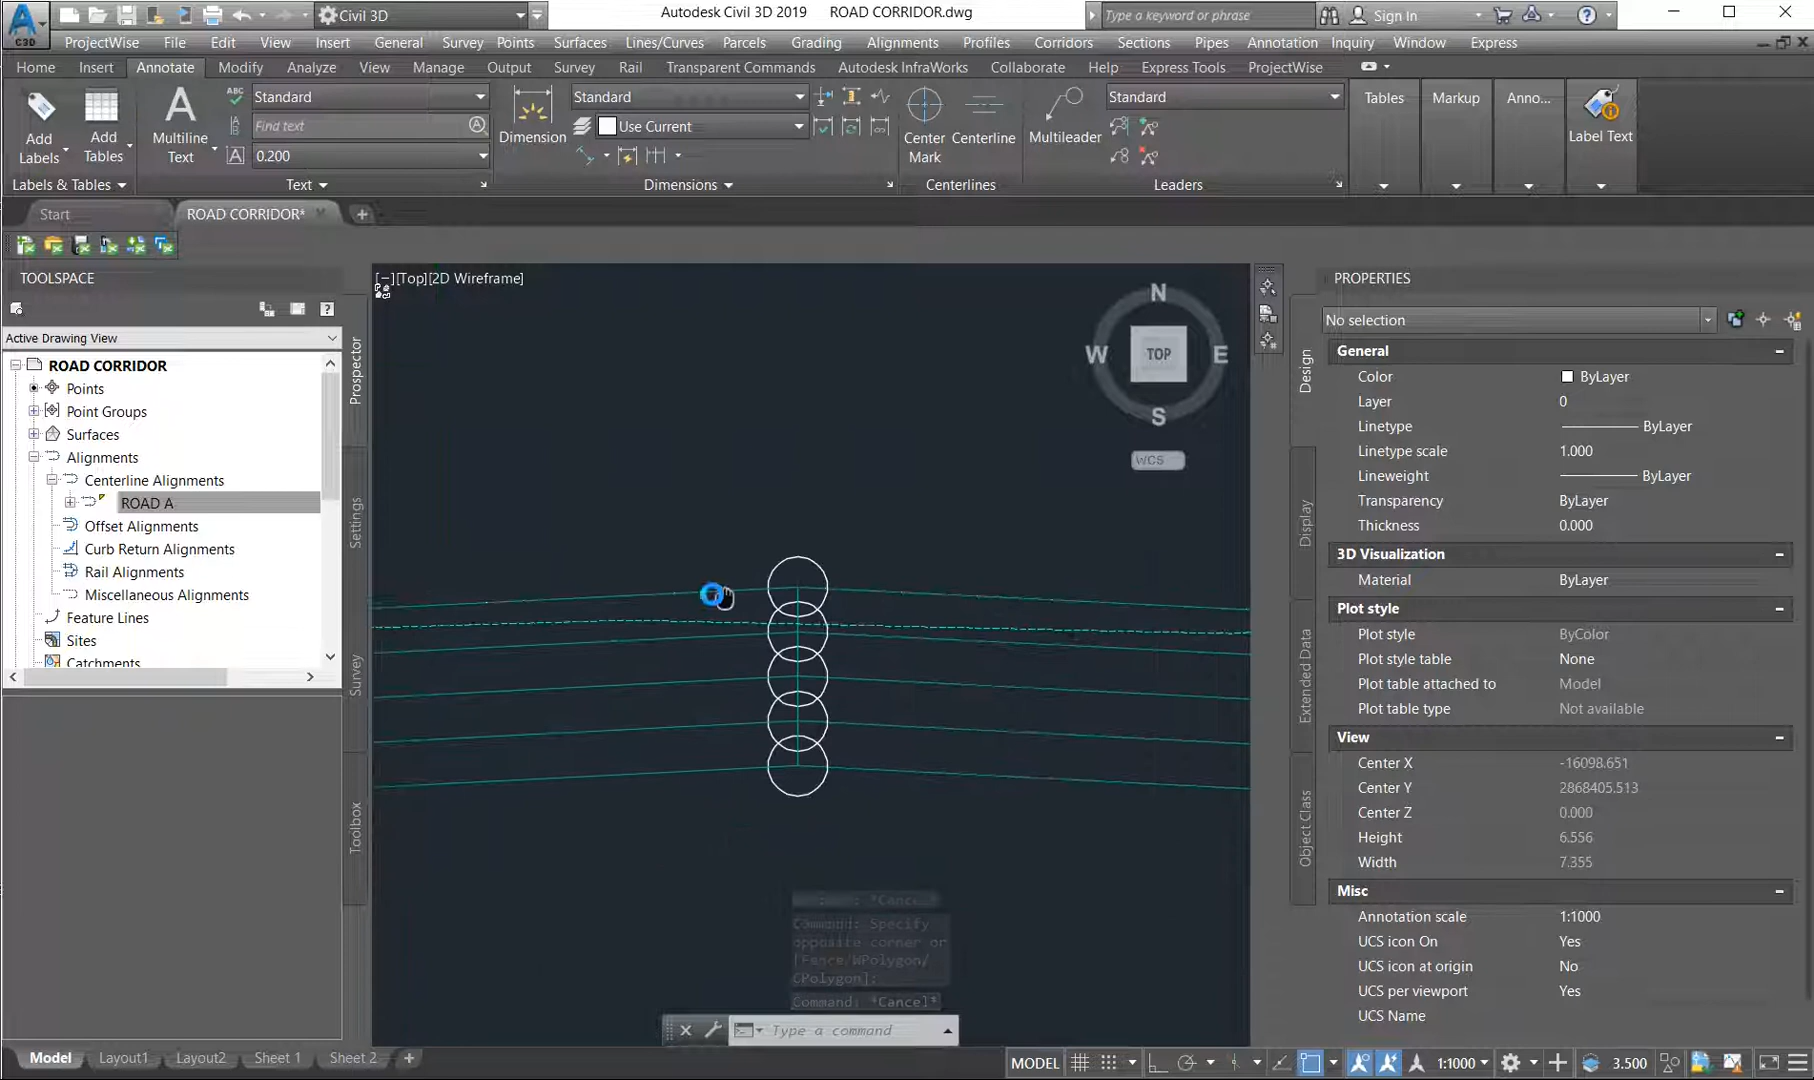 C3D
Civil 3D
Autodesk Civil 3D 2019 ROAD CORRIDOR.dwg
Type a keyword or phrase
Sign In
ProjectWise File Edit View Insert General Survey Points Surfaces Lines/Curves Parcels Grading Alignments Profiles Corridors Sections Pipes Annotation Inquiry Window Express
Home Insert Annotate Modify Analyze View Manage Output Survey Rail Transparent Commands Autodesk InfraWorks Collaborate Help Express Tools ProjectWise
Add Labels
Add Tables
Labels & Tables
Multiline Text
ABC
Standard
Find text
0.200
Text
Dimension
Standard
Use Current
Dimensions
Center Mark
Centerline
Centerlines
Multileader
Standard
Leaders
Tables
Markup
Anno...
Label Text
Start
ROAD CORRIDOR*
TOOLSPACE
Active Drawing View
ROAD CORRIDOR
Points
Point Groups
Surfaces
Alignments
Centerline Alignments
ROAD A
Offset Alignments
Curb Return Alignments
Rail Alignments
Miscellaneous Alignments
Feature Lines
Sites
Catchments
Prospector
Settings
Survey
Toolbox
[−][Top][2D Wireframe]
N
W TOP E
S
WCS
Command: *Cancel*
Command: Specify
opposite corner or
[Fence/WPolygon/
CPolygon]:
Command: *Cancel*
Type a command
Design
Display
Extended Data
Object Class
PROPERTIES
No selection
General
Color ByLayer
Layer 0
Linetype ByLayer
Linetype scale 1.000
Lineweight ByLayer
Transparency ByLayer
Thickness 0.000
3D Visualization
Material ByLayer
Plot style
Plot style ByColor
Plot style table None
Plot table attached to Model
Plot table type Not available
View
Center X -16098.651
Center Y 2868405.513
Center Z 0.000
Height 6.556
Width 7.355
Misc
Annotation scale 1:1000
UCS icon On Yes
UCS icon at origin No
UCS per viewport Yes
UCS Name
Model Layout1 Layout2 Sheet 1 Sheet 2
MODEL 1:1000 3.500